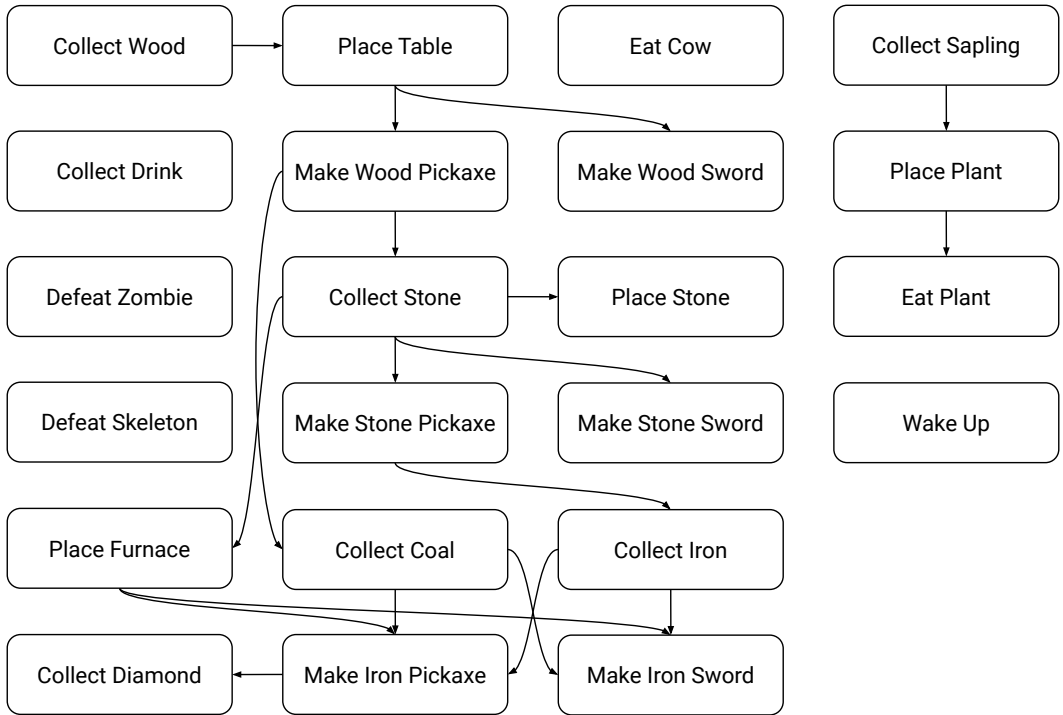 Collect Wood
Place Table
Eat Cow
Collect Sapling
Collect Drink
Make Wood Pickaxe
Make Wood Sword
Place Plant
Defeat Zombie
Collect Stone
Place Stone
Eat Plant
Defeat Skeleton
Make Stone Pickaxe
Make Stone Sword
Wake Up
Place Furnace
Collect Coal
Collect Iron
Collect Diamond
Make Iron Pickaxe
Make Iron Sword